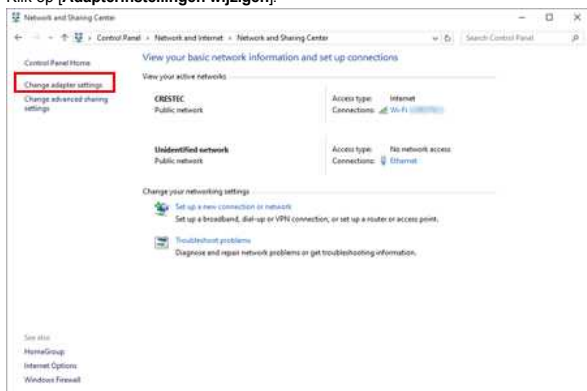 Klik op [Adapterinstellingen wijzigen].
Network and Sharing Center
Control Panel > Network and Internet > Network and Sharing Center
Search Control Panel
Control Panel Home
Change adapter settings
Change advanced sharing
settings
View your basic network information and set up connections
View your active networks
CRESTEC
Public network
Access type: Internet
Connections: Wi-Fi
Unidentified network
Public network
Access type: No network access
Connections: Ethernet
Change your networking settings
Set up a new connection or network
Set up a broadband, dial-up or VPN connection; or set up a router or access point.
Troubleshoot problems
Diagnose and repair network problems or get troubleshooting information.
See also
HomeGroup
Internet Options
Windows Firewall